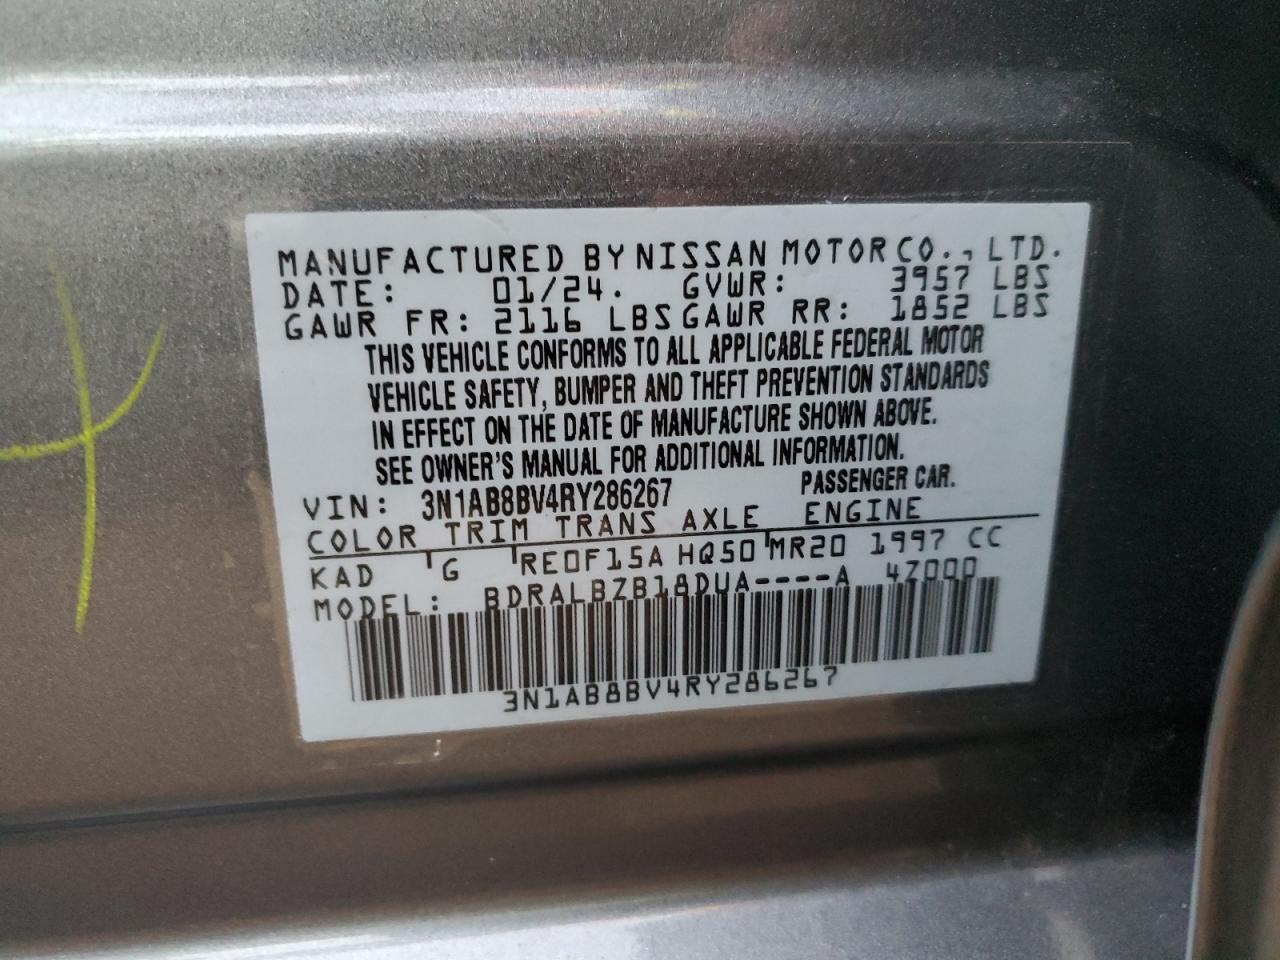 MANUFACTURED BY NISSAN MOTOR CO., LTD.
DATE: 01/24. GVWR: 3957 LBS
GAWR FR: 2116 LBS GAWR RR: 1852 LBS
THIS VEHICLE CONFORMS TO ALL APPLICABLE FEDERAL MOTOR
VEHICLE SAFETY, BUMPER AND THEFT PREVENTION STANDARDS
IN EFFECT ON THE DATE OF MANUFACTURE SHOWN ABOVE.
SEE OWNER'S MANUAL FOR ADDITIONAL INFORMATION.
VIN: 3N1AB8BV4RY286267 PASSENGER CAR.
COLOR TRIM TRANS AXLE ENGINE
KAD G RE0F15A HQ50 MR20 1997 CC
MODEL: BDRALBZB18DUA----A 4Z000
3N1AB8BV4RY286267